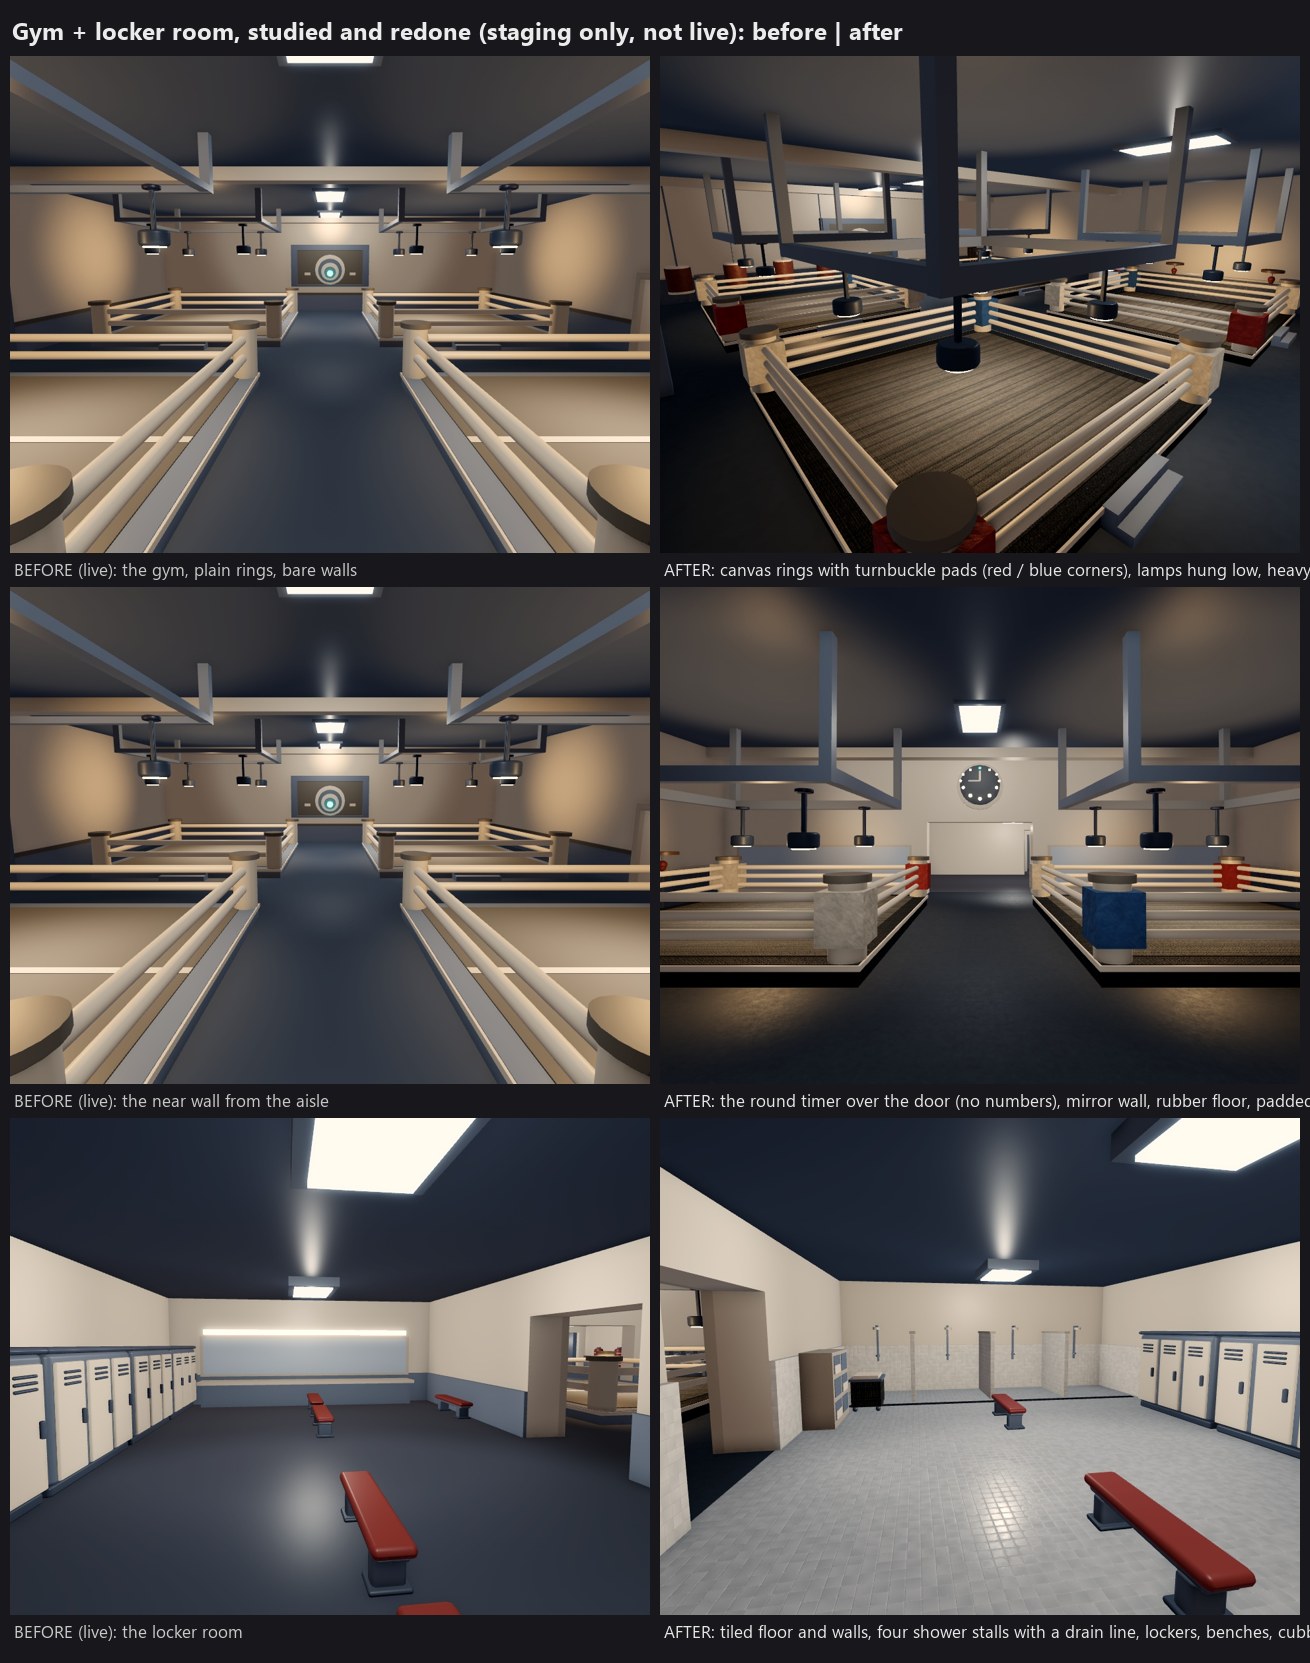 Gym + locker room, studied and redone (staging only, not live): before | after
BEFORE (live): the gym, plain rings, bare walls
AFTER: canvas rings with turnbuckle pads (red / blue corners), lamps hung low, heavy
BEFORE (live): the near wall from the aisle
AFTER: the round timer over the door (no numbers), mirror wall, rubber floor, padded
BEFORE (live): the locker room
AFTER: tiled floor and walls, four shower stalls with a drain line, lockers, benches, cubb